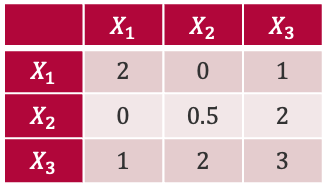 X₁ X₂ X₃
X₁ 2 0 1
X₂ 0 0.5 2
X₃ 1 2 3